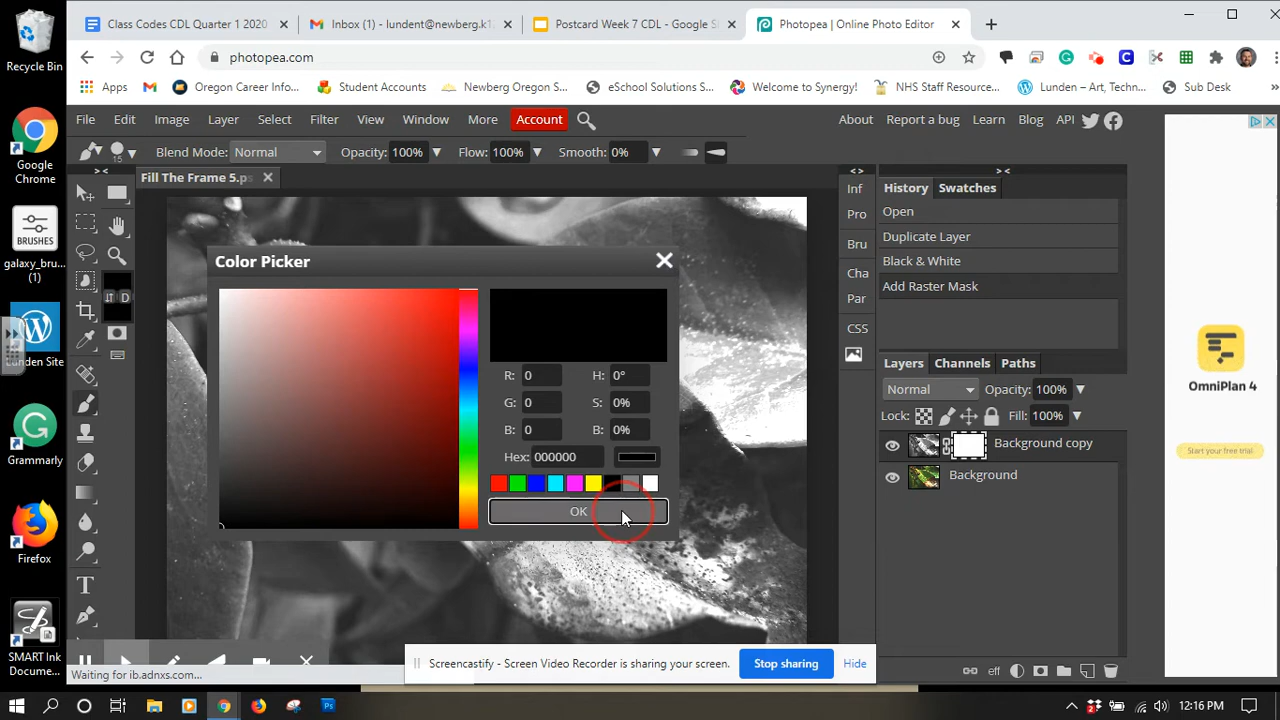 Recycle Bin
Google
Chrome
BRUSHES
galaxy_bru...
(1)
Lunden Site
Grammarly
Firefox
SMART Ink
Docume...
Class Codes CDL Quarter 1 2020
Inbox (1) - lundent@newberg.k1
Postcard Week 7 CDL - Google Sl
Photopea | Online Photo Editor
photopea.com
Apps
Oregon Career Info...
Student Accounts
Newberg Oregon S...
eSchool Solutions S...
Welcome to Synergy!
NHS Staff Resource...
Lunden – Art, Techn...
Sub Desk
File Edit Image Layer Select Filter View Window More Account
About Report a bug Learn Blog API
15 Blend Mode: Normal Opacity: 100% Flow: 100% Smooth: 0%
Fill The Frame 5.ps
Color Picker
R: 0 H: 0°
G: 0 S: 0%
B: 0 B: 0%
Hex: 000000
OK
D
T
Inf
Pro
Bru
Cha
Par
CSS
History Swatches
Open
Duplicate Layer
Black & White
Add Raster Mask
Layers Channels Paths
Normal Opacity: 100%
Lock: Fill: 100%
Background copy
Background
eff
OmniPlan 4
Start your free trial
Screencastify - Screen Video Recorder is sharing your screen. Stop sharing Hide
Waiting for ib.adnxs.com...
Ps
12:16 PM